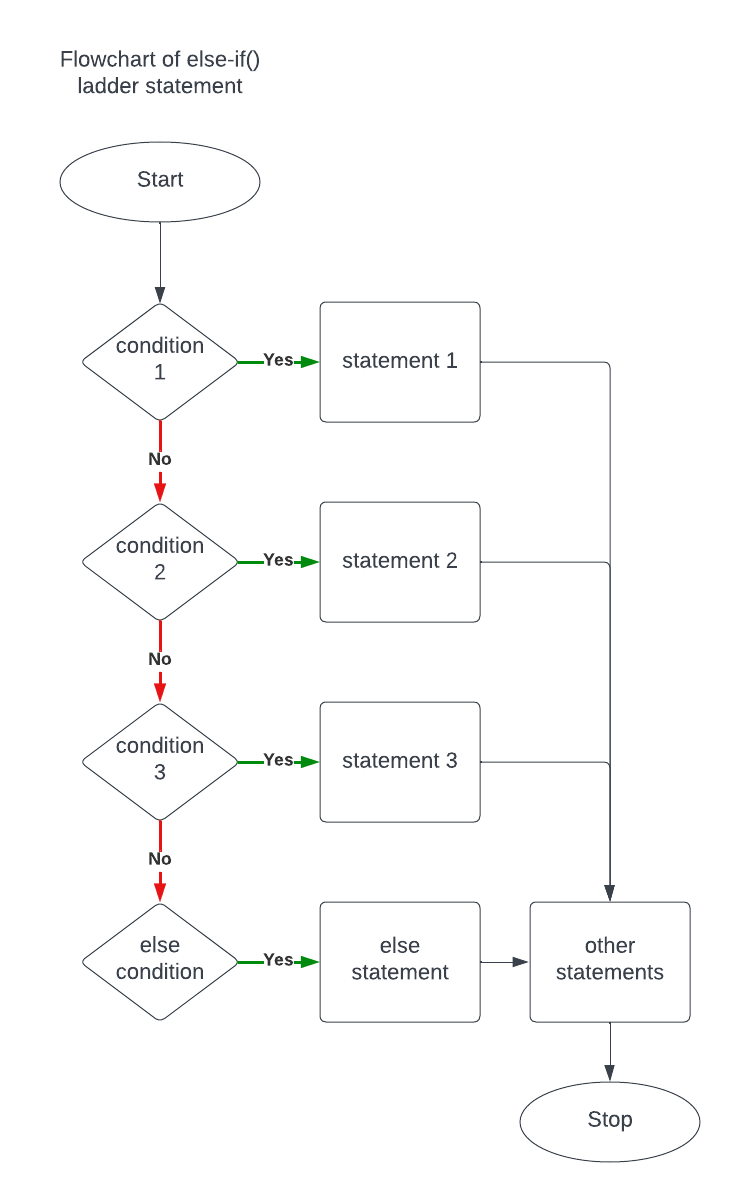 Flowchart of else-if()
ladder statement
Start
condition
1
Yes
statement 1
No
condition
2
Yes
statement 2
No
condition
3
Yes
statement 3
No
else
condition
Yes
else
statement
other
statements
Stop